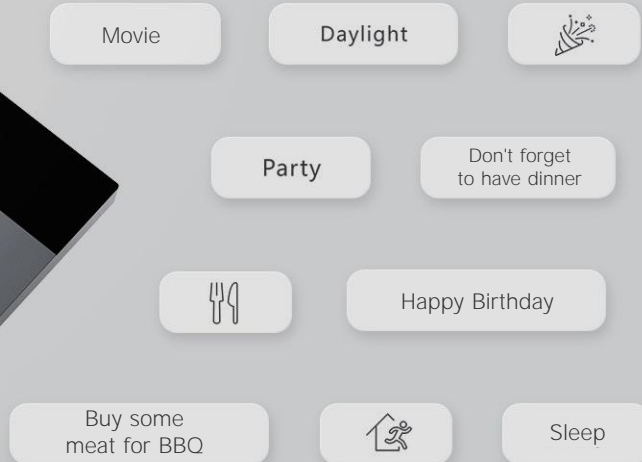 Movie
Daylight
Party
Don't forget
to have dinner
Happy Birthday
Buy some
meat for BBQ
Sleep